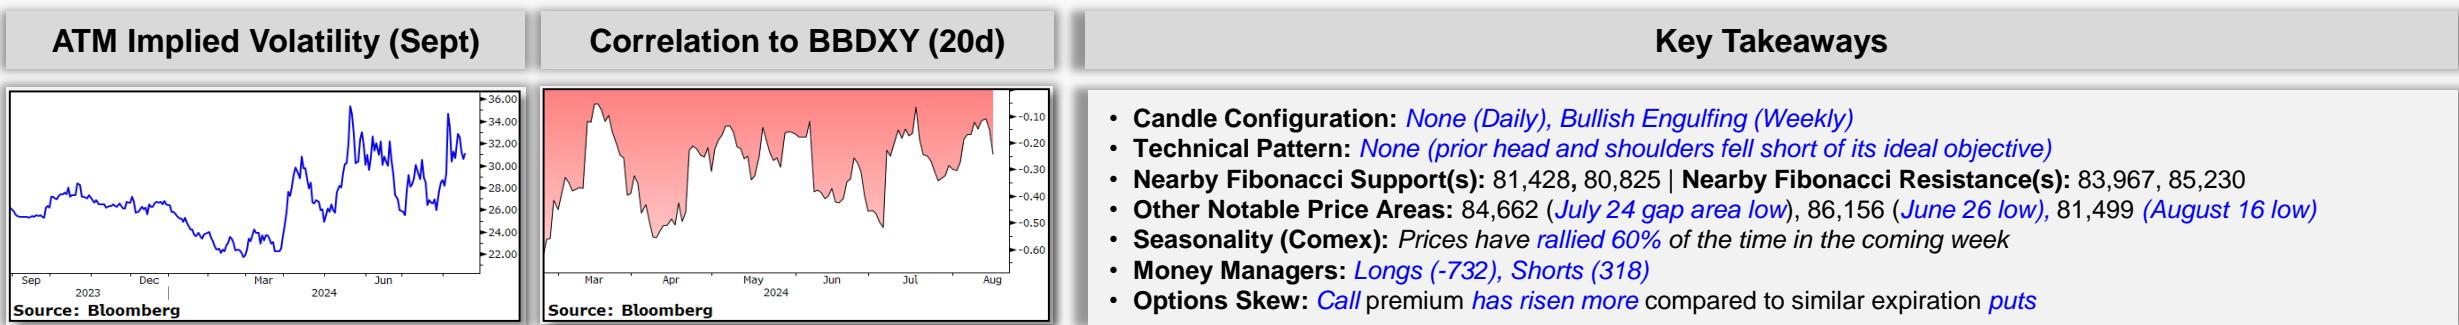 ATM Implied Volatility (Sept)
36.00
34.00
32.00
30.00
28.00
26.00
24.00
22.00
Sep Dec Mar Jun
2023 2024
Source: Bloomberg
Correlation to BBDXY (20d)
-0.10
-0.20
-0.30
-0.40
-0.50
-0.60
Mar Apr May Jun Jul Aug
2024
Source: Bloomberg
Key Takeaways
• Candle Configuration: None (Daily), Bullish Engulfing (Weekly)
• Technical Pattern: None (prior head and shoulders fell short of its ideal objective)
• Nearby Fibonacci Support(s): 81,428, 80,825 | Nearby Fibonacci Resistance(s): 83,967, 85,230
• Other Notable Price Areas: 84,662 (July 24 gap area low), 86,156 (June 26 low), 81,499 (August 16 low)
• Seasonality (Comex): Prices have rallied 60% of the time in the coming week
• Money Managers: Longs (-732), Shorts (318)
• Options Skew: Call premium has risen more compared to similar expiration puts